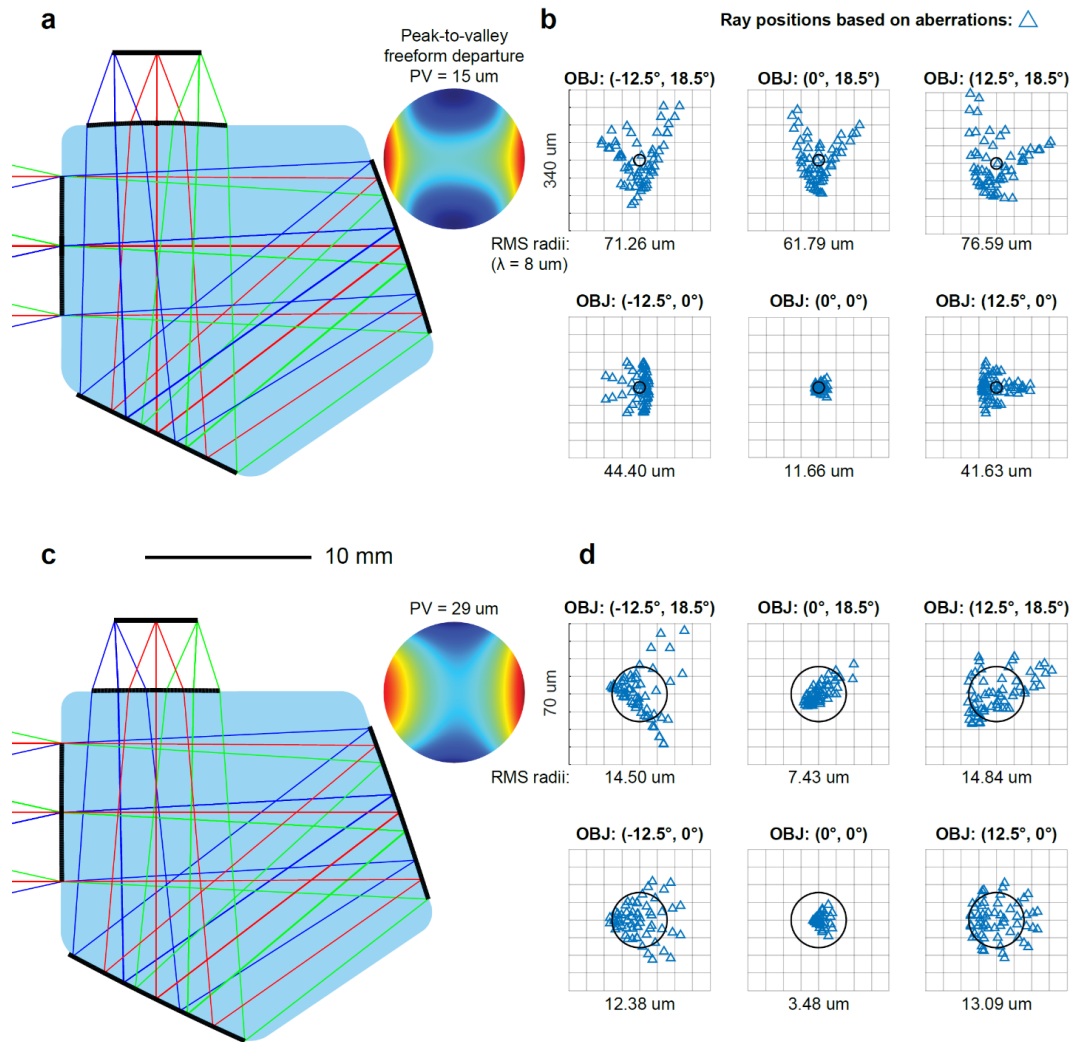 a
Peak-to-valley
freeform departure
PV = 15 um
b
Ray positions based on aberrations:
OBJ: (-12.5°, 18.5°)
OBJ: (0°, 18.5°)
OBJ: (12.5°, 18.5°)
340 um
RMS radii:
(λ = 8 um)
71.26 um
61.79 um
76.59 um
OBJ: (-12.5°, 0°)
OBJ: (0°, 0°)
OBJ: (12.5°, 0°)
44.40 um
11.66 um
41.63 um
c
10 mm
PV = 29 um
d
OBJ: (-12.5°, 18.5°)
OBJ: (0°, 18.5°)
OBJ: (12.5°, 18.5°)
70 um
RMS radii:
14.50 um
7.43 um
14.84 um
OBJ: (-12.5°, 0°)
OBJ: (0°, 0°)
OBJ: (12.5°, 0°)
12.38 um
3.48 um
13.09 um